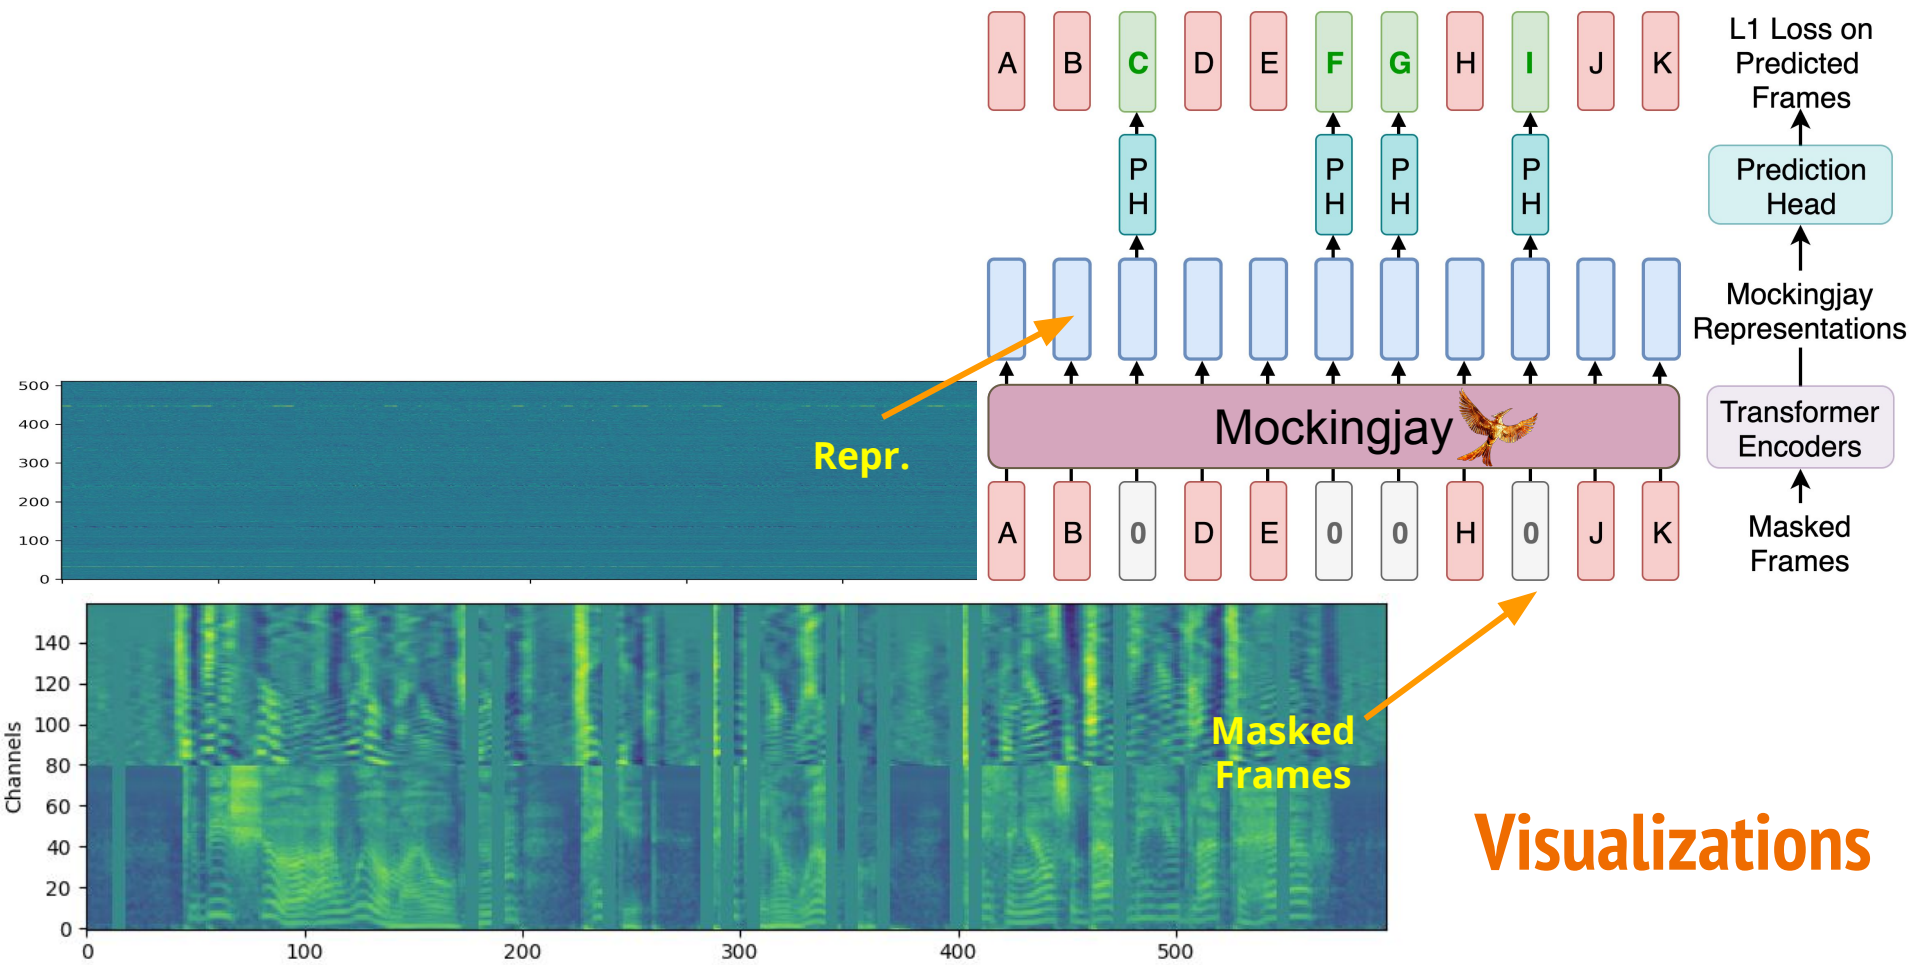 A B C D E F G H I J K
L1 Loss on
Predicted
Frames
P P P P
H H H H
Prediction
Head
Mockingjay
Representations
Mockingjay
Transformer
Encoders
A B 0 D E 0 0 H 0 J K
Masked
Frames
500
400
300
200
100
0
Repr.
140
120
100
80
60
40
20
0
Channels
0 100 200 300 400 500
Masked
Frames
Visualizations